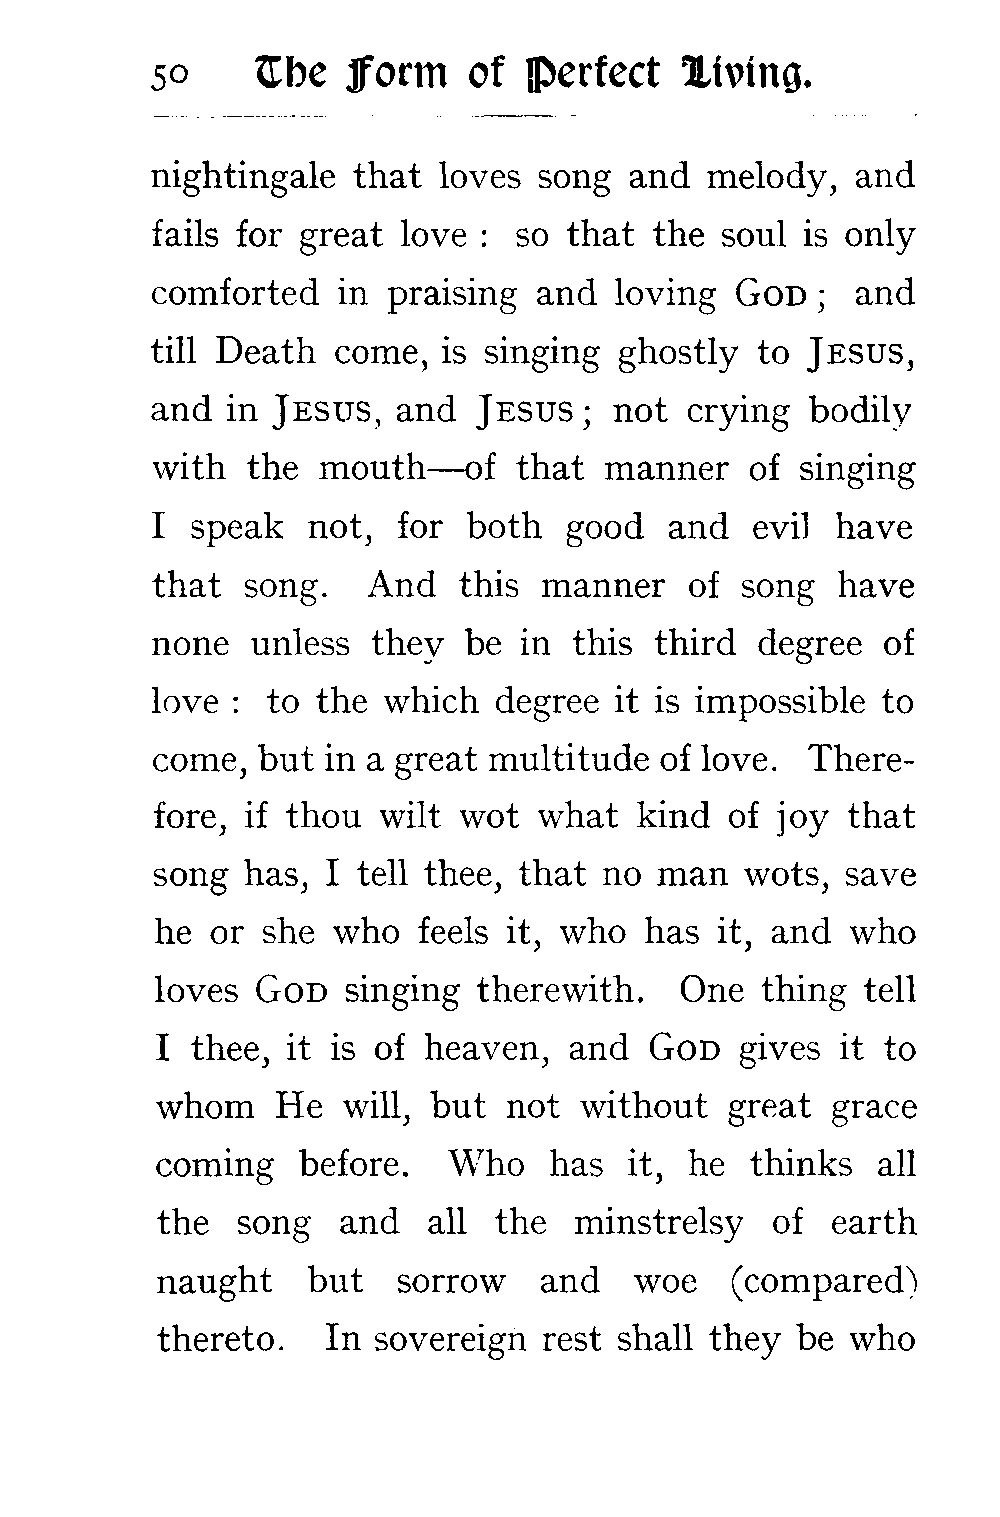 50 The Form of Perfect Living.
nightingale that loves song and melody, and
fails for great love : so that the soul is only
comforted in praising and loving GOD ; and
till Death come, is singing ghostly to JESUS,
and in JESUS, and JESUS ; not crying bodily
with the mouth—of that manner of singing
I speak not, for both good and evil have
that song. And this manner of song have
none unless they be in this third degree of
love : to the which degree it is impossible to
come, but in a great multitude of love. There-
fore, if thou wilt wot what kind of joy that
song has, I tell thee, that no man wots, save
he or she who feels it, who has it, and who
loves GOD singing therewith. One thing tell
I thee, it is of heaven, and GOD gives it to
whom He will, but not without great grace
coming before. Who has it, he thinks all
the song and all the minstrelsy of earth
naught but sorrow and woe (compared)
thereto. In sovereign rest shall they be who